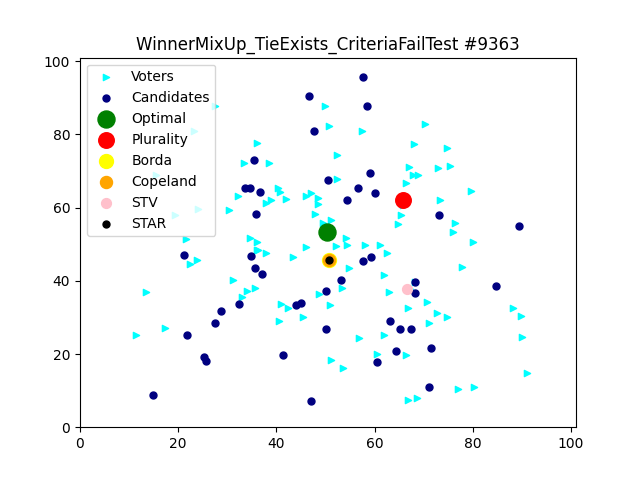 WinnerMixUp_TieExists_CriteriaFailTest #9363
100
80
60
40
20
0
Voters
Candidates
Optimal
Plurality
Borda
Copeland
STV
STAR
0 20 40 60 80 100